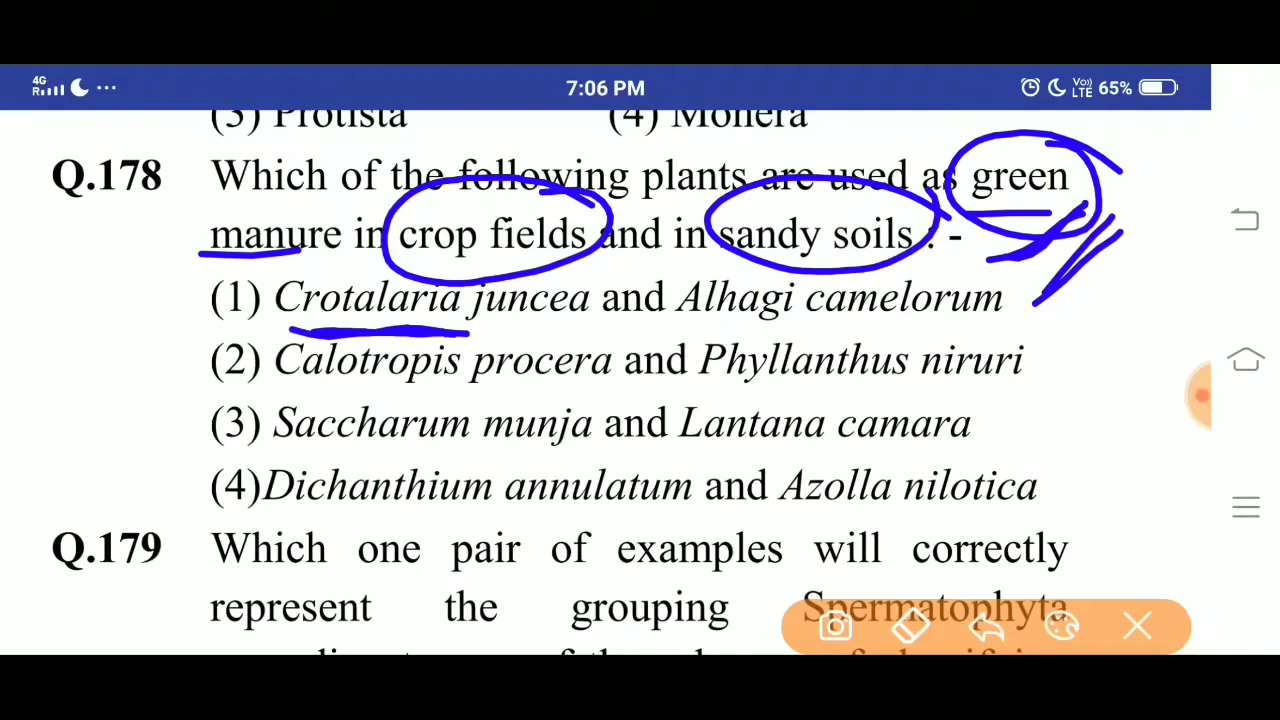 4G
R
7:06 PM
Vo)) LTE 65%
(3) Protista (4) Monera
Q.178 Which of the following plants are used as green
manure in crop fields and in sandy soils : -
(1) Crotalaria juncea and Alhagi camelorum
(2) Calotropis procera and Phyllanthus niruri
(3) Saccharum munja and Lantana camara
(4)Dichanthium annulatum and Azolla nilotica
Q.179 Which one pair of examples will correctly
represent the grouping Spermatophyta